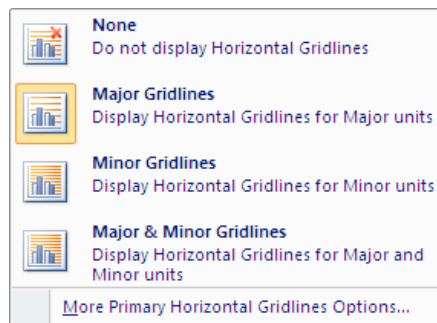 None
Do not display Horizontal Gridlines
Major Gridlines
Display Horizontal Gridlines for Major units
Minor Gridlines
Display Horizontal Gridlines for Minor units
Major & Minor Gridlines
Display Horizontal Gridlines for Major and
Minor units
More Primary Horizontal Gridlines Options...